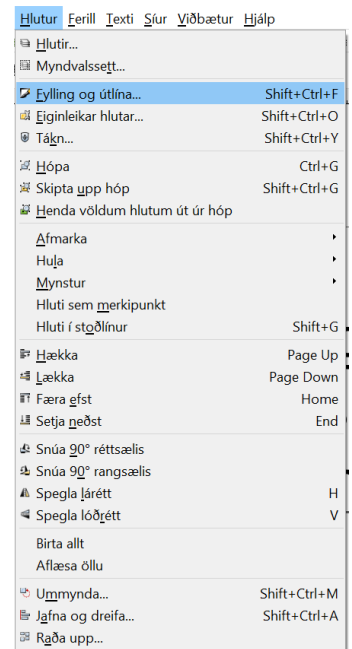 Hlutur Ferill Texti Síur Viðbætur Hjálp
Hlutir...
Myndvalssett...
Fylling og útlína... Shift+Ctrl+F
Eiginleikar hlutar... Shift+Ctrl+O
Tákn... Shift+Ctrl+Y
Hópa Ctrl+G
Skipta upp hóp Shift+Ctrl+G
Henda völdum hlutum út úr hóp
Afmarka
Hula
Mynstur
Hluti sem merkipunkt
Hluti í stoðlínur Shift+G
Hækka Page Up
Lækka Page Down
Færa efst Home
Setja neðst End
Snúa 90° réttsælis
Snúa 90° rangsælis
Spegla lárétt H
Spegla lóðrétt V
Birta allt
Aflæsa öllu
Ummynda... Shift+Ctrl+M
Jafna og dreifa... Shift+Ctrl+A
Raða upp...